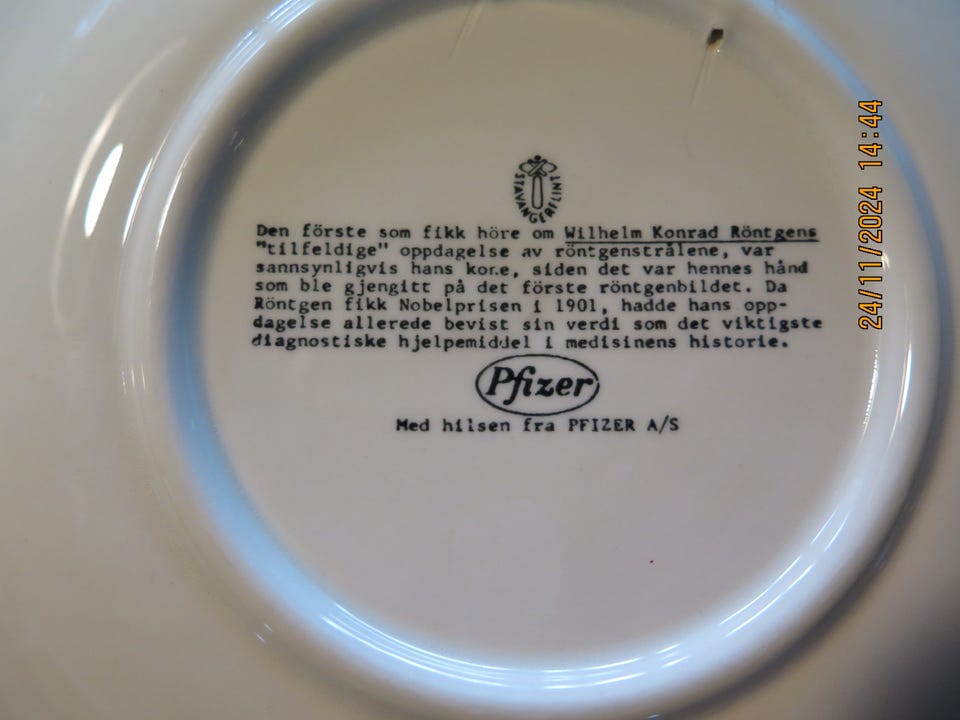 STAVANGERFLINT
Den förste som fikk höre om Wilhelm Konrad Röntgens
"tilfeldige" oppdagelse av röntgenstrålene, var
sannsynligvis hans kone, siden det var hennes hånd
som ble gjengitt på det förste röntgenbildet. Da
Röntgen fikk Nobelprisen i 1901, hadde hans opp-
dagelse allerede bevist sin verdi som det viktigste
diagnostiske hjelpemiddel i medisinens historie.
Pfizer
Med hilsen fra PFIZER A/S
24/11/2024 14:44